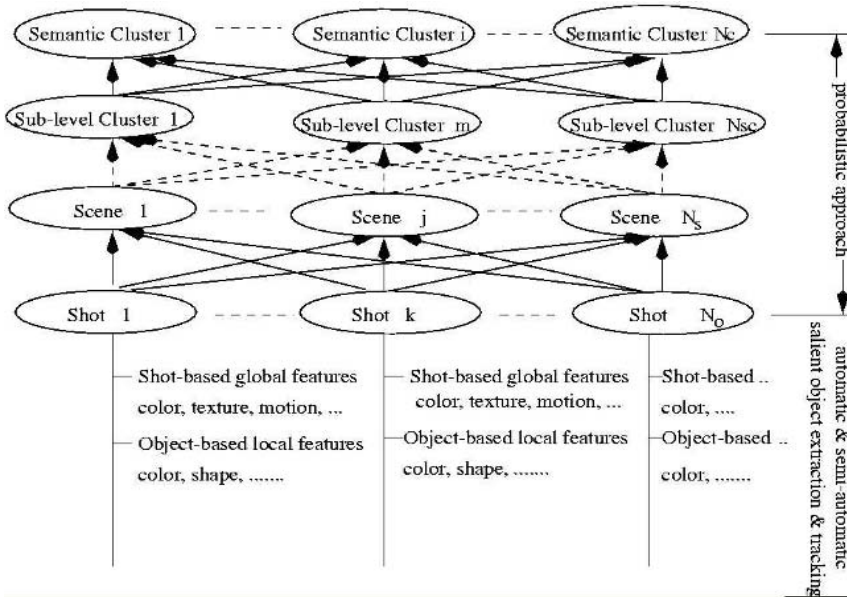 Semantic Cluster 1
Semantic Cluster i
Semantic Cluster Nc
Sub-level Cluster 1
Sub-level Cluster m
Sub-level Cluster Nsc
Scene 1
Scene j
Scene Ns
Shot 1
Shot k
Shot No
Shot-based global features
color, texture, motion, ...
Object-based local features
color, shape, .......
Shot-based global features
color, texture, motion, ...
Object-based local features
color, shape, .......
Shot-based ..
color, ....
Object-based ..
color, .......
probabilistic approach
automatic & semi-automatic
salient object extraction & tracking